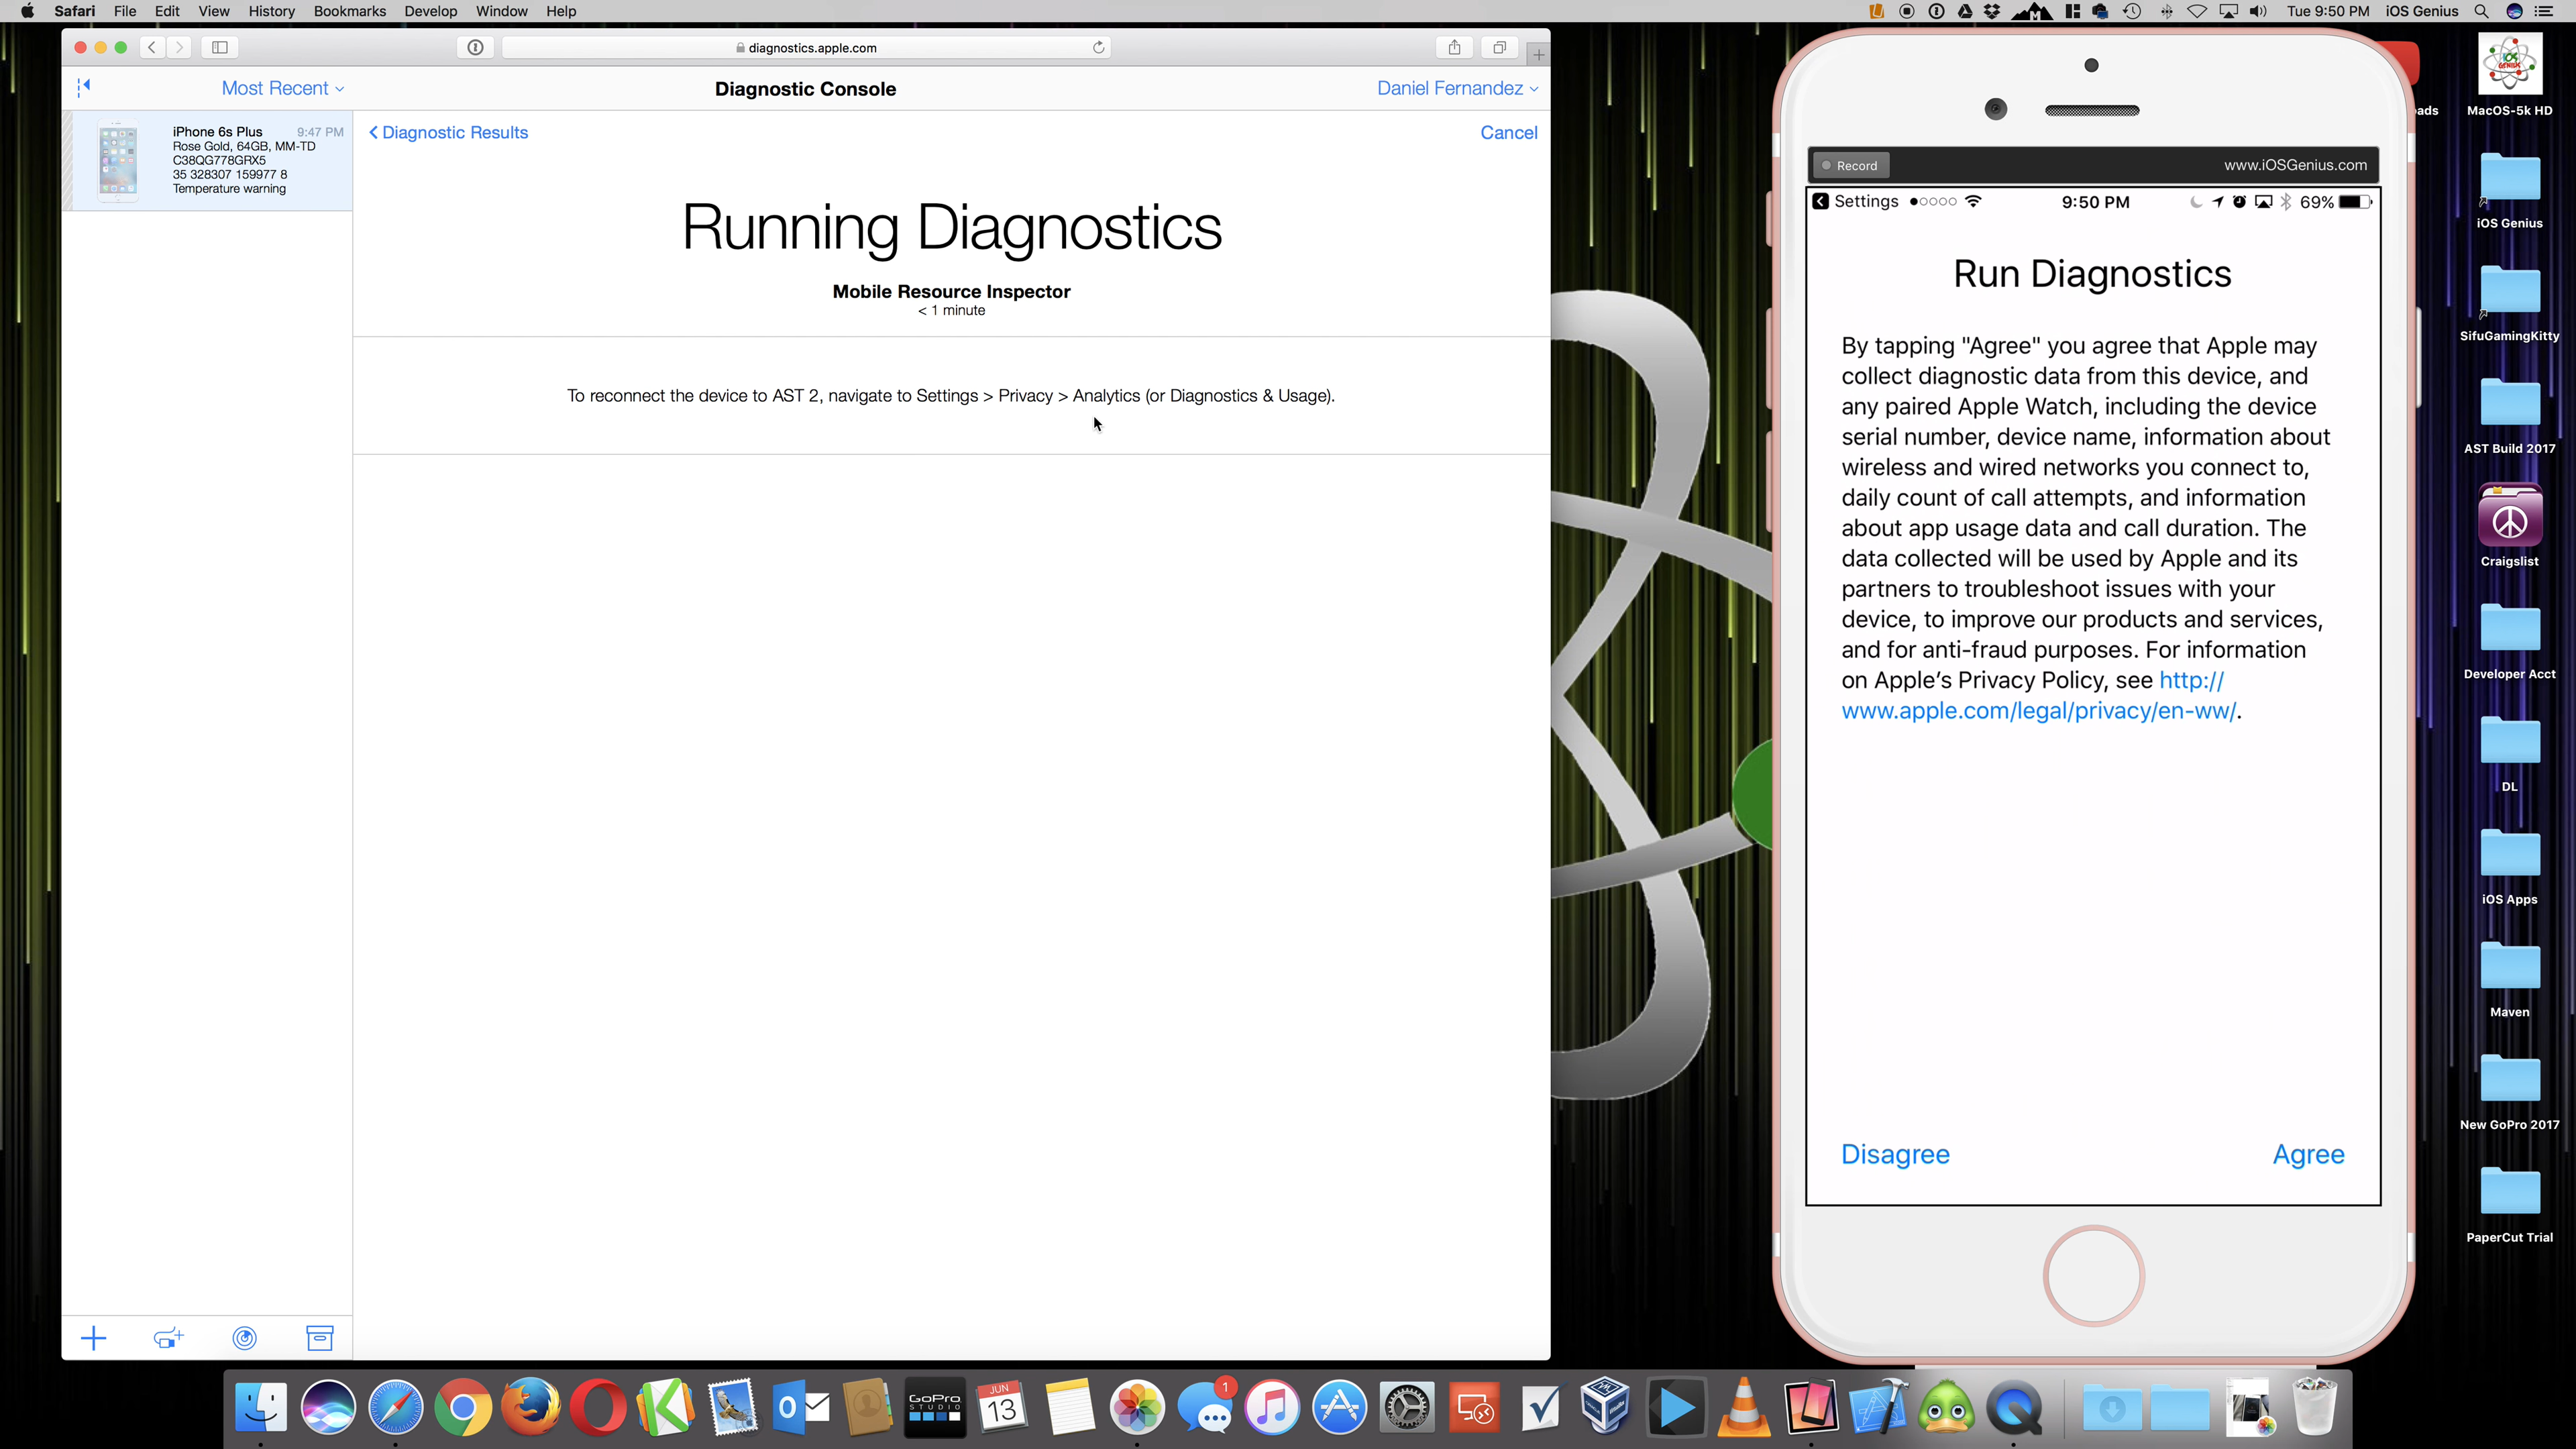 Safari File Edit View History Bookmarks Develop Window Help
Tue 9:50 PM iOS Genius
diagnostics.apple.com
Most Recent
Diagnostic Console
Daniel Fernandez
iPhone 6s Plus 9:47 PM
Rose Gold, 64GB, MM-TD
C38QG778GRX5
35 328307 159977 8
Temperature warning
Diagnostic Results
Cancel
Running Diagnostics
Mobile Resource Inspector
< 1 minute
To reconnect the device to AST 2, navigate to Settings > Privacy > Analytics (or Diagnostics & Usage).
Record
www.iOSGenius.com
Settings 9:50 PM 69%
Run Diagnostics
By tapping "Agree" you agree that Apple may
collect diagnostic data from this device, and
any paired Apple Watch, including the device
serial number, device name, information about
wireless and wired networks you connect to,
daily count of call attempts, and information
about app usage data and call duration. The
data collected will be used by Apple and its
partners to troubleshoot issues with your
device, to improve our products and services,
and for anti-fraud purposes. For information
on Apple’s Privacy Policy, see http://
www.apple.com/legal/privacy/en-ww/.
Disagree
Agree
ads
MacOS-5k HD
iOS Genius
SifuGamingKitty
AST Build 2017
Craigslist
Developer Acct
DL
iOS Apps
Maven
New GoPro 2017
PaperCut Trial
GoPro
STUDIO
JUN
13
1